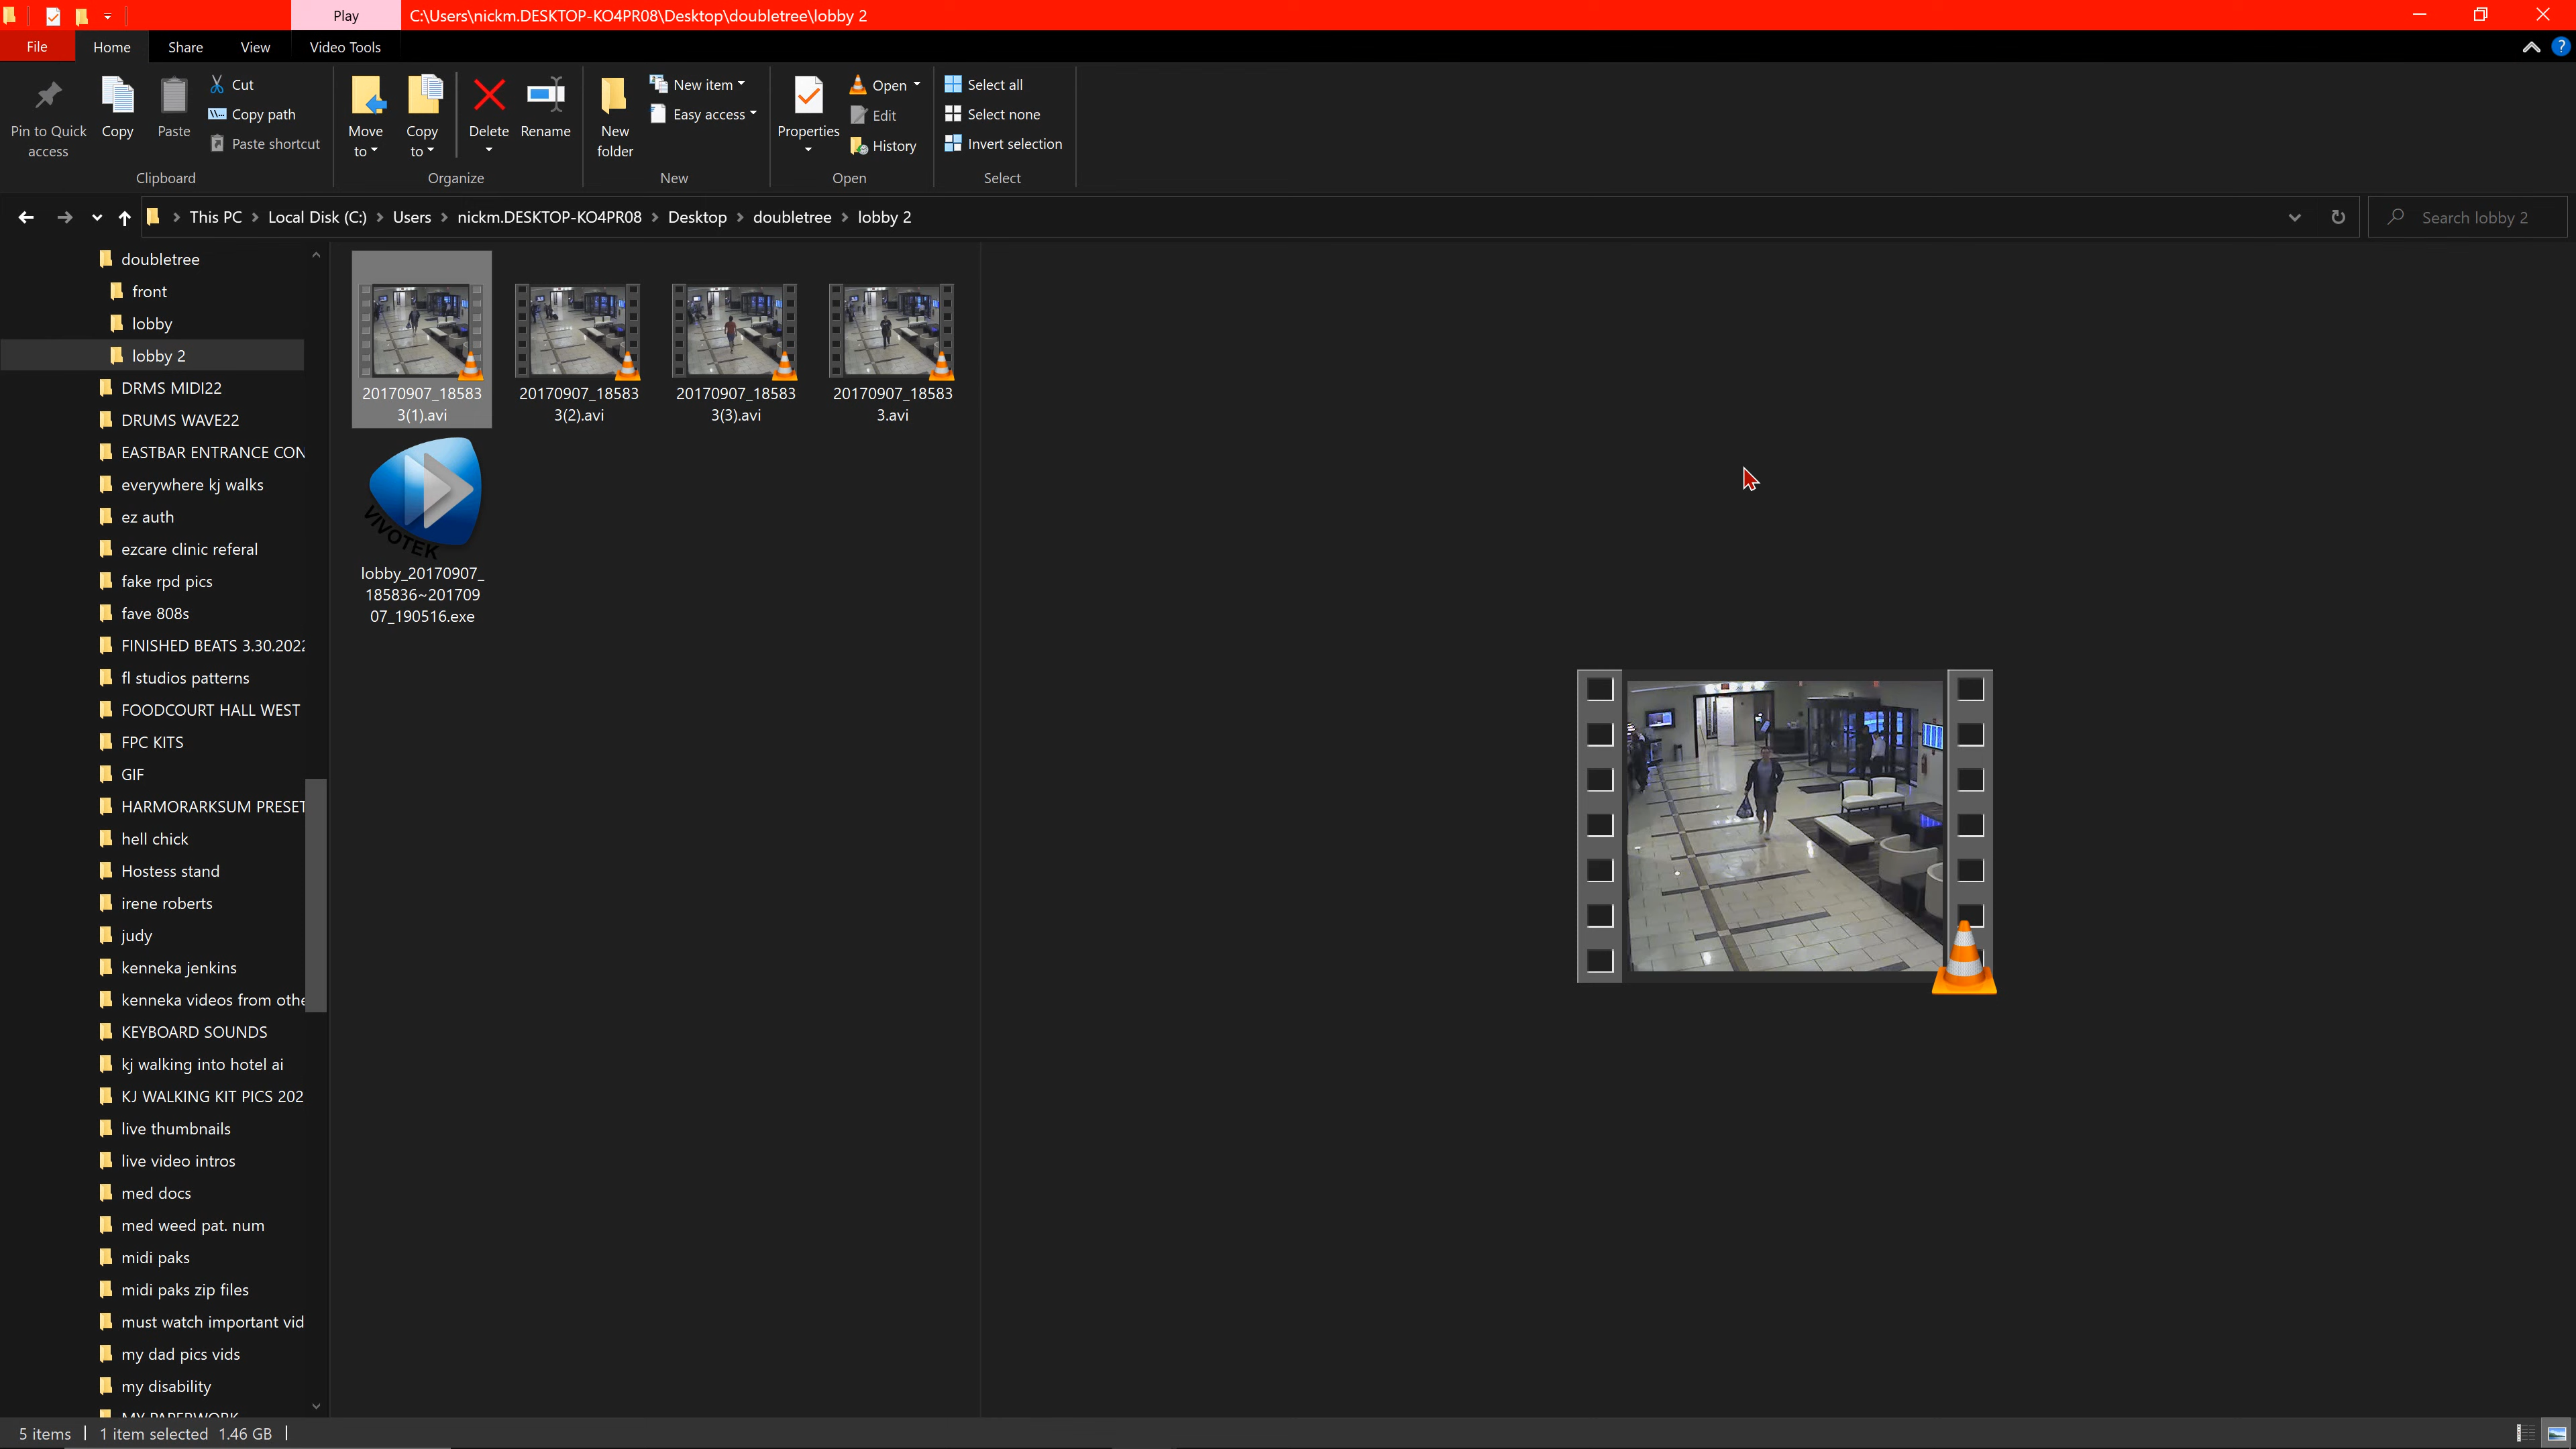 Play
C:\Users\nickm.DESKTOP-KO4PR08\Desktop\doubletree\lobby 2
File
Home
Share
View
Video Tools
Pin to Quick
access
Copy
Paste
Cut
Copy path
Paste shortcut
Clipboard
Move
to
Copy
to
Delete
Rename
Organize
New
folder
New item
Easy access
New
Properties
Open
Edit
History
Open
Select all
Select none
Invert selection
Select
This PC > Local Disk (C:) > Users > nickm.DESKTOP-KO4PR08 > Desktop > doubletree > lobby 2
Search lobby 2
doubletree
front
lobby
lobby 2
DRMS MIDI22
DRUMS WAVE22
EASTBAR ENTRANCE CON
everywhere kj walks
ez auth
ezcare clinic referal
fake rpd pics
fave 808s
FINISHED BEATS 3.30.2022
fl studios patterns
FOODCOURT HALL WEST
FPC KITS
GIF
HARMORARKSUM PRESET
hell chick
Hostess stand
irene roberts
judy
kenneka jenkins
kenneka videos from othe
KEYBOARD SOUNDS
kj walking into hotel ai
KJ WALKING KIT PICS 202
live thumbnails
live video intros
med docs
med weed pat. num
midi paks
midi paks zip files
must watch important vid
my dad pics vids
my disability
MY PAPERWORK
20170907_18583
3(1).avi
20170907_18583
3(2).avi
20170907_18583
3(3).avi
20170907_18583
3.avi
VIVOTEK
lobby_20170907_
185836~201709
07_190516.exe
5 items
1 item selected 1.46 GB